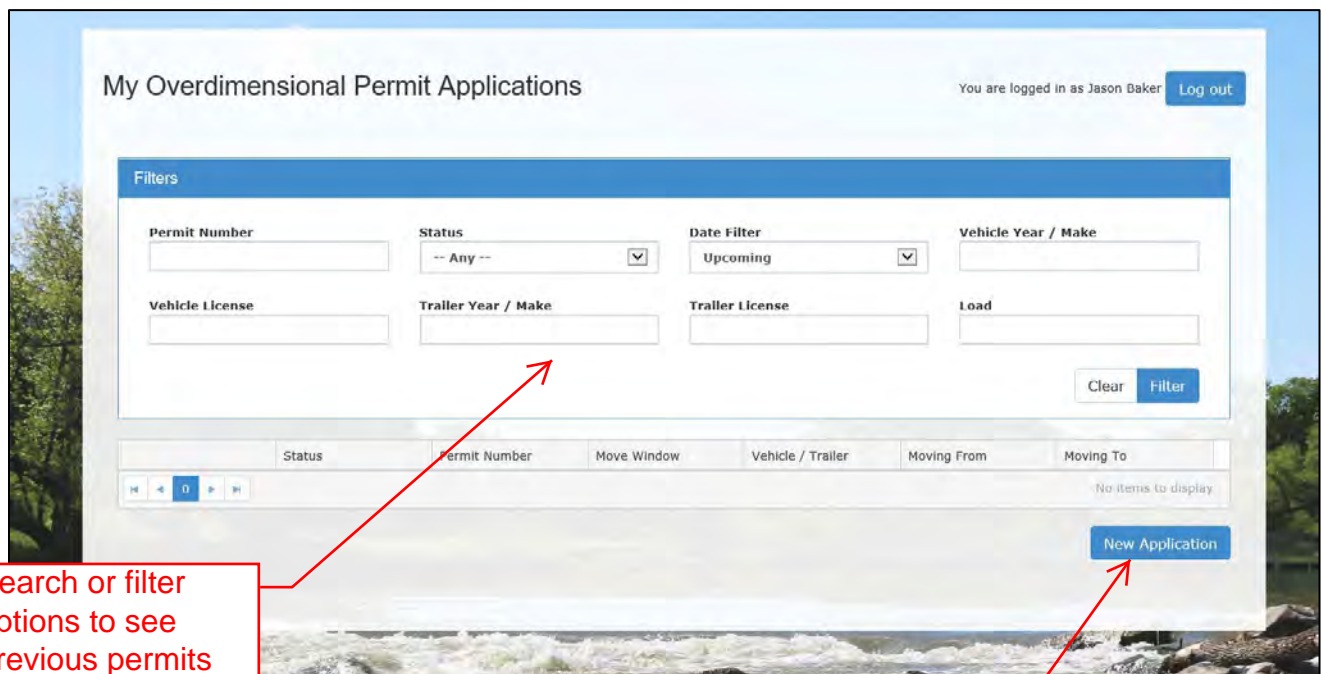 My Overdimensional Permit Applications
You are logged in as Jason Baker Log out
Filters
Permit Number Status Date Filter Vehicle Year / Make
-- Any -- Upcoming
Vehicle License Trailer Year / Make Trailer License Load
Clear Filter
Status Permit Number Move Window Vehicle / Trailer Moving From Moving To
0 No items to display
New Application
earch or filter
ptions to see
revious permits